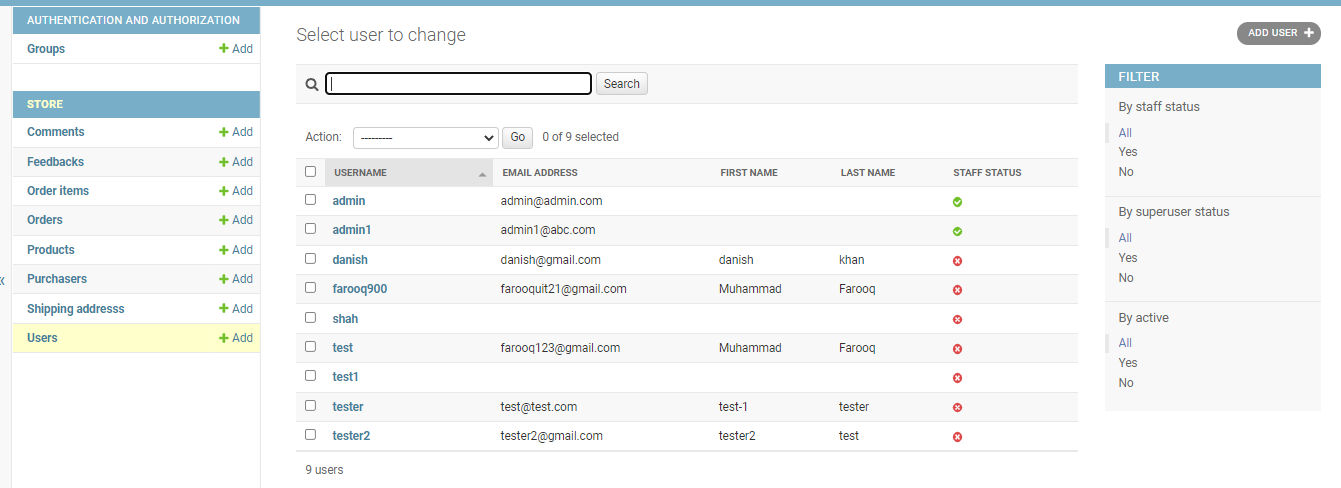 AUTHENTICATION AND AUTHORIZATION
Groups Add
STORE
Comments Add
Feedbacks Add
Order items Add
Orders Add
Products Add
Purchasers Add
Shipping addresss Add
Users Add
Select user to change
ADD USER
Search
Action: --------- Go 0 of 9 selected
USERNAME EMAIL ADDRESS FIRST NAME LAST NAME STAFF STATUS
admin admin@admin.com
admin1 admin1@abc.com
danish danish@gmail.com danish khan
farooq900 farooquit21@gmail.com Muhammad Farooq
shah
test farooq123@gmail.com Muhammad Farooq
test1
tester test@test.com test-1 tester
tester2 tester2@gmail.com tester2 test
9 users
FILTER
By staff status
All
Yes
No
By superuser status
All
Yes
No
By active
All
Yes
No